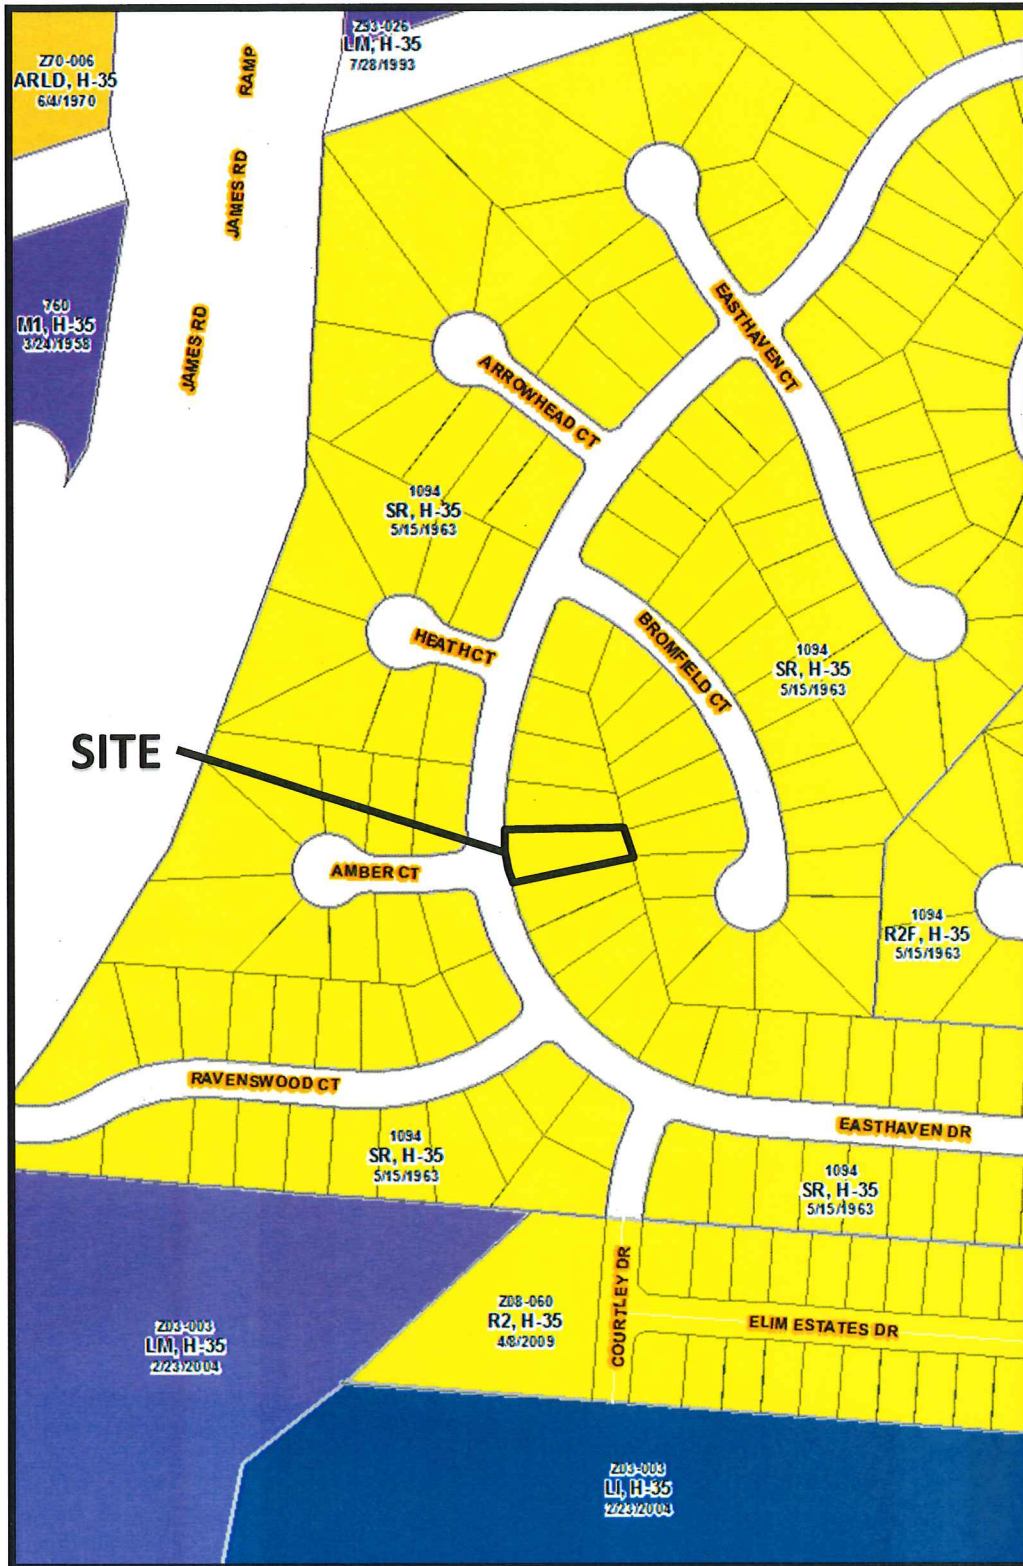 Z70-006
ARLD, H-35
6/4/1970
RAMP
Z93-026
LM, H-35
7/28/1993
JAMES RD
760
M1, H-35
3/24/1958
JAMES RD
EASTHAVEN CT
ARROWHEAD CT
1094
SR, H-35
5/15/1963
HEATH CT
BROMFIELD CT
1094
SR, H-35
5/15/1963
SITE
AMBER CT
1094
R2F, H-35
5/15/1963
RAVENSWOOD CT
EASTHAVEN DR
1094
SR, H-35
5/15/1963
1094
SR, H-35
5/15/1963
COURTLEY DR
Z08-060
R2, H-35
4/8/2009
ELIM ESTATES DR
Z03-003
LM, H-35
2/23/2004
Z03-003
LI, H-35
2/23/2004